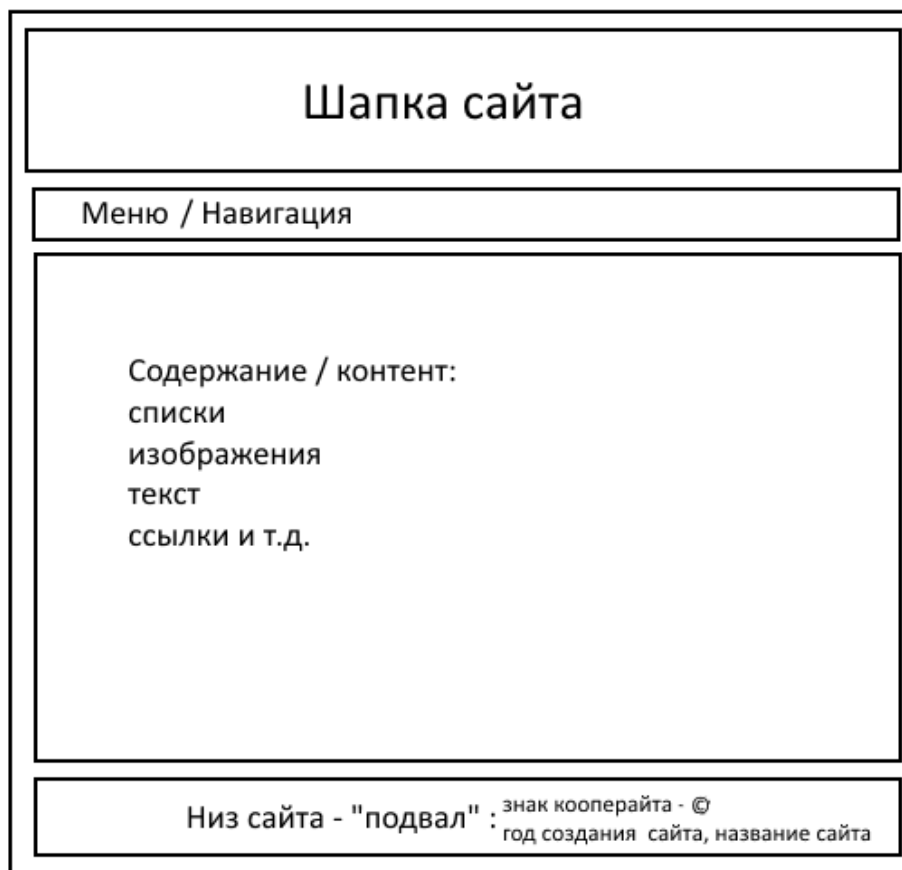 Шапка сайта
Меню / Навигация
Содержание / контент:
списки
изображения
текст
ссылки и т.д.
Низ сайта - "подвал" :
знак кооперайта - ©
год создания сайта, название сайта